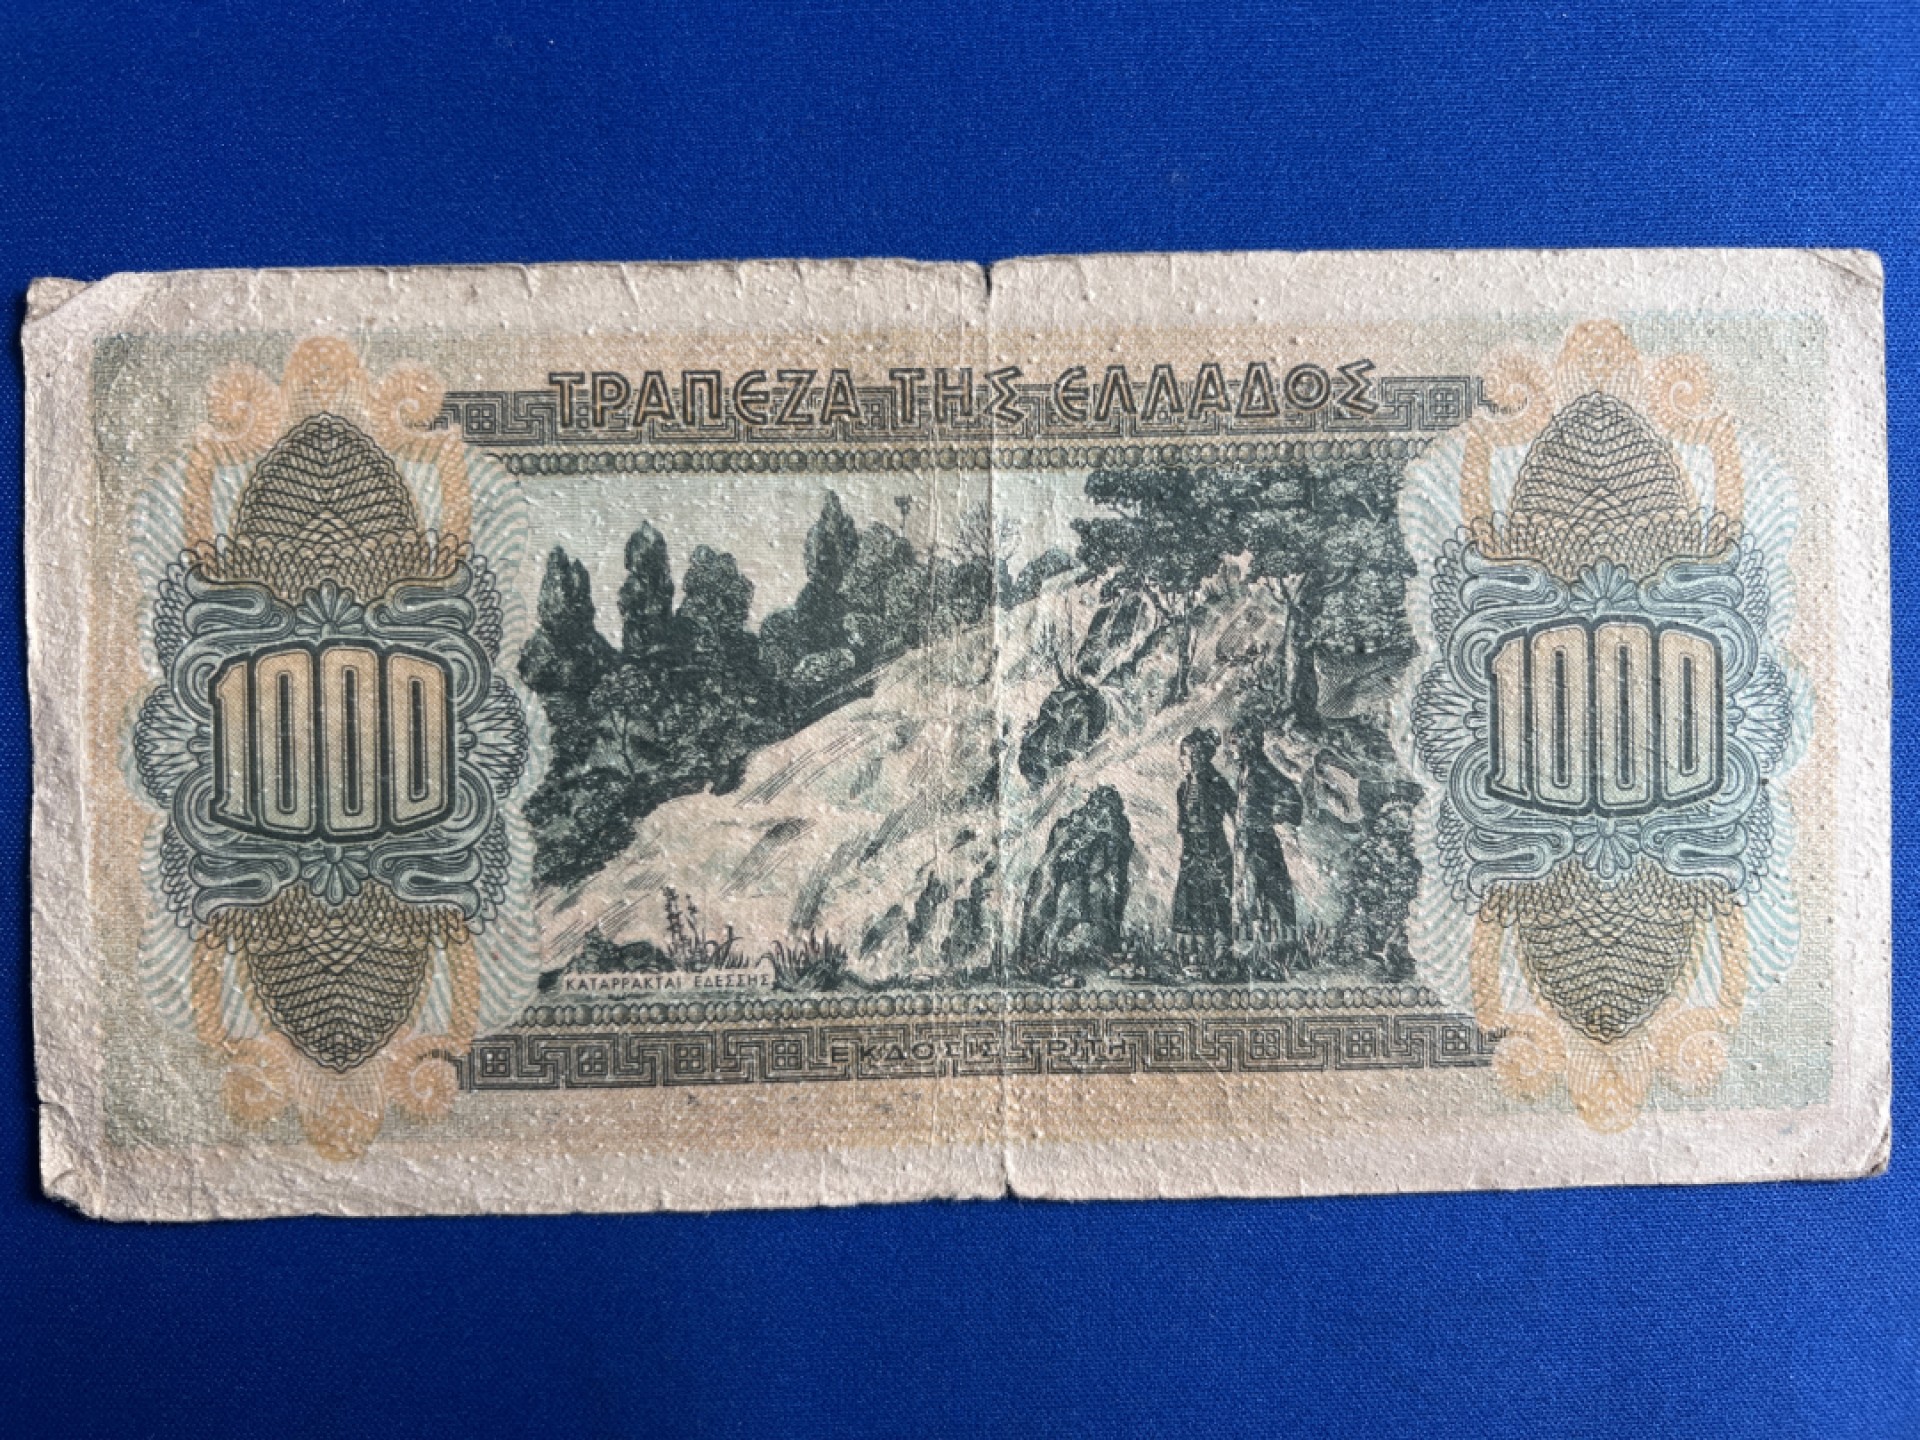 ΤΡΑΠΕΖΑ ΤΗΣ ΕΛΛΑΔΟΣ
1000
1000
ΚΑΤΑΡΡΑΚΤΑΙ ΕΔΕΣΣΗΣ
ΕΚΔΟΣΙΣ ΤΡΙΤΗ